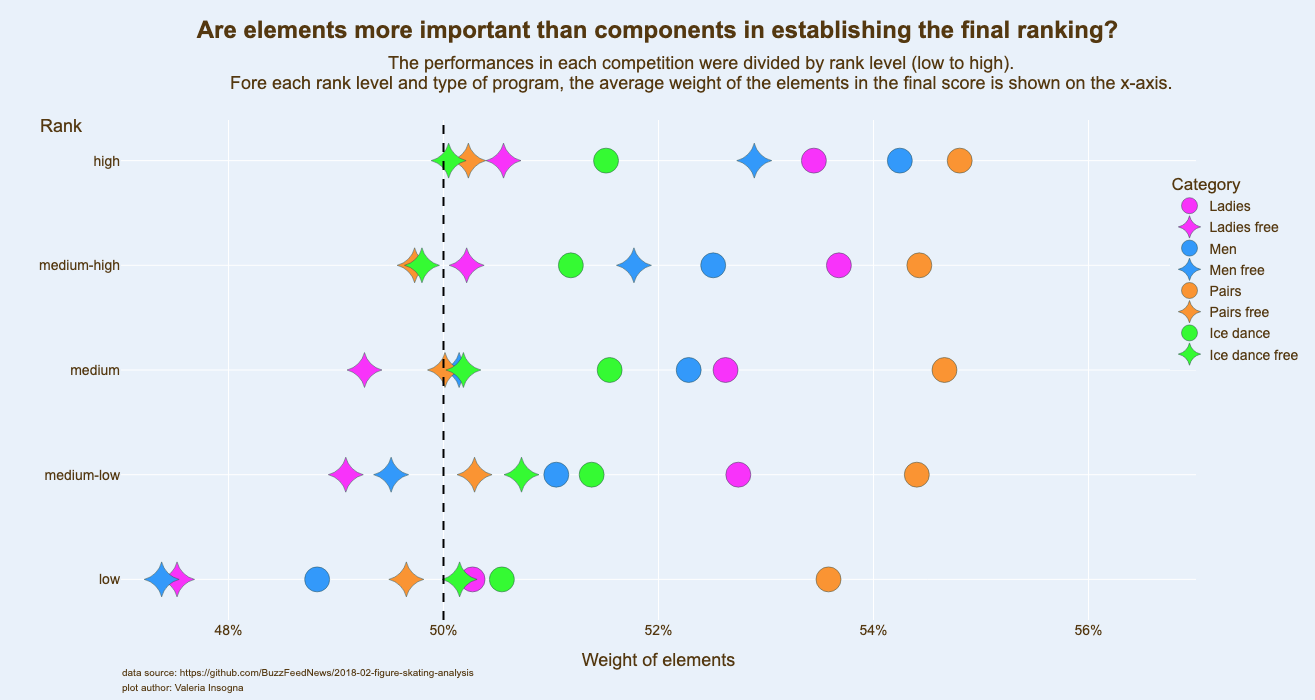 Are elements more important than components in establishing the final ranking?
The performances in each competition were divided by rank level (low to high).
Fore each rank level and type of program, the average weight of the elements in the final score is shown on the x-axis.
Rank
high
medium-high
medium
medium-low
low
48%
50%
52%
54%
56%
Weight of elements
Category
Ladies
Ladies free
Men
Men free
Pairs
Pairs free
Ice dance
Ice dance free
data source: https://github.com/BuzzFeedNews/2018-02-figure-skating-analysis
plot author: Valeria Insogna